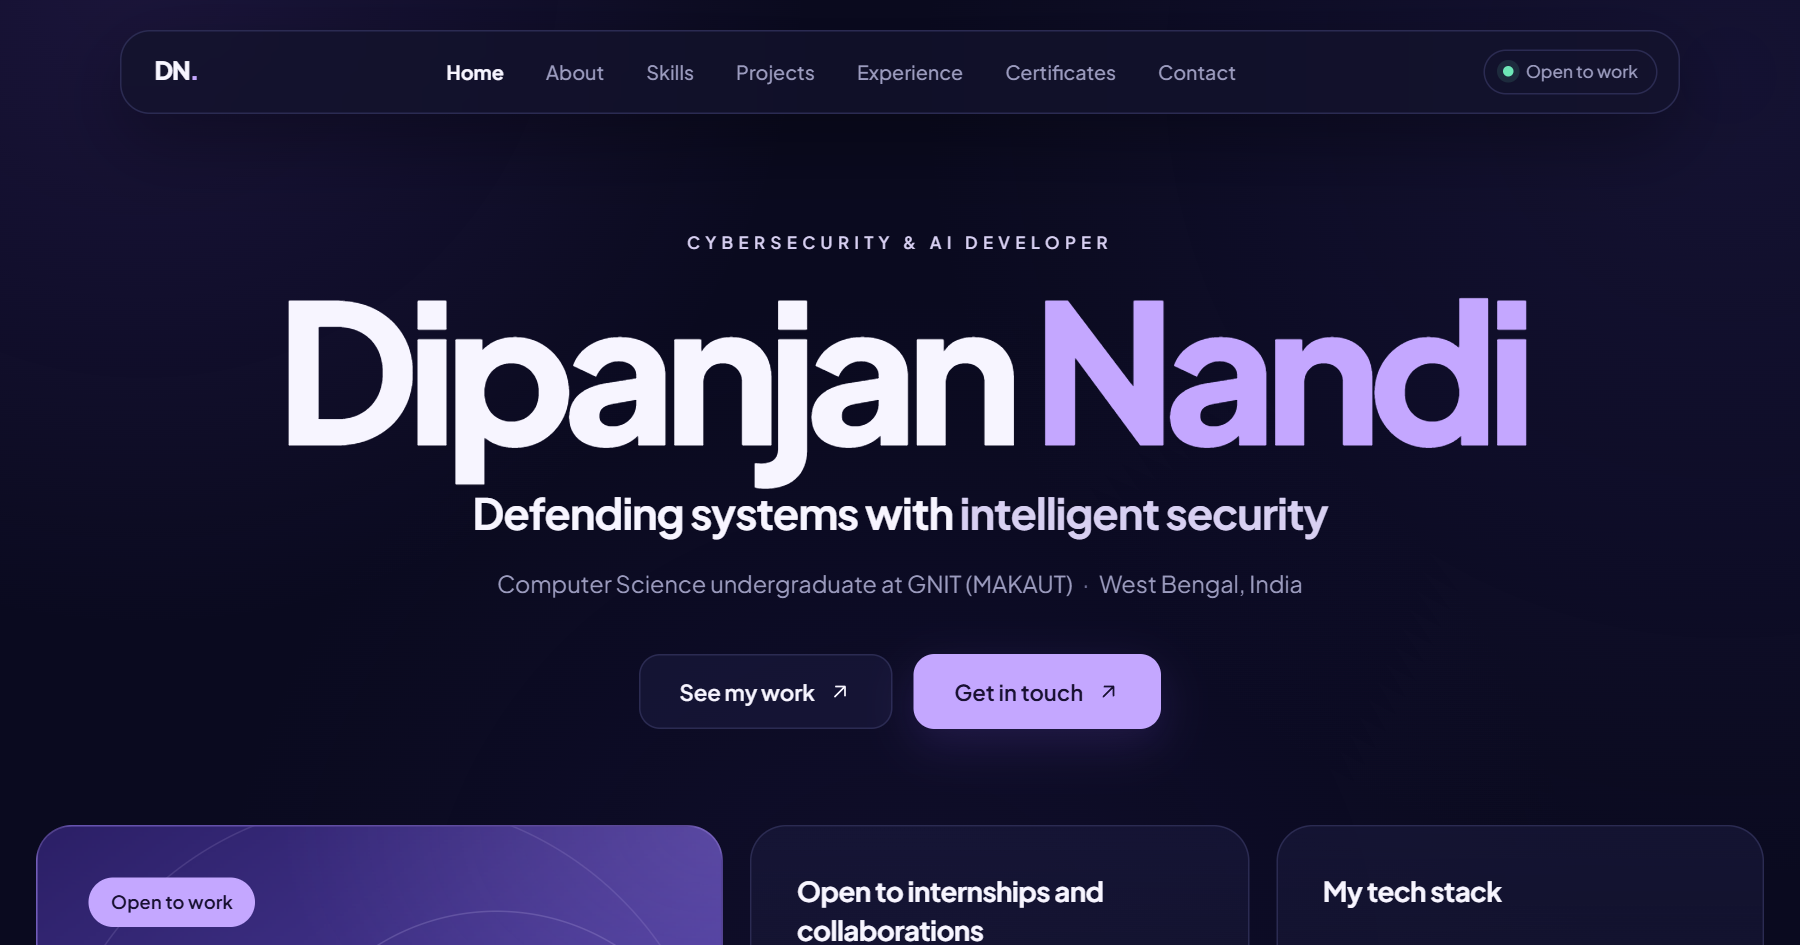 DN.
Home
About
Skills
Projects
Experience
Certificates
Contact
Open to work
CYBERSECURITY & AI DEVELOPER
Dipanjan Nandi
Defending systems with intelligent security
Computer Science undergraduate at GNIT (MAKAUT) · West Bengal, India
See my work
Get in touch
Open to work
Open to internships and
collaborations
My tech stack